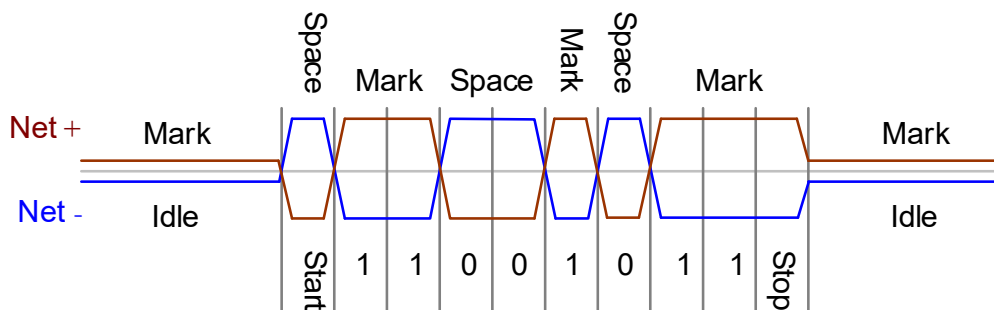 Space
Mark
Space
Mark
Space
Mark
Net +
Mark
Mark
Net -
Idle
Idle
Start
1 1 0 0 1 0 1 1
Stop